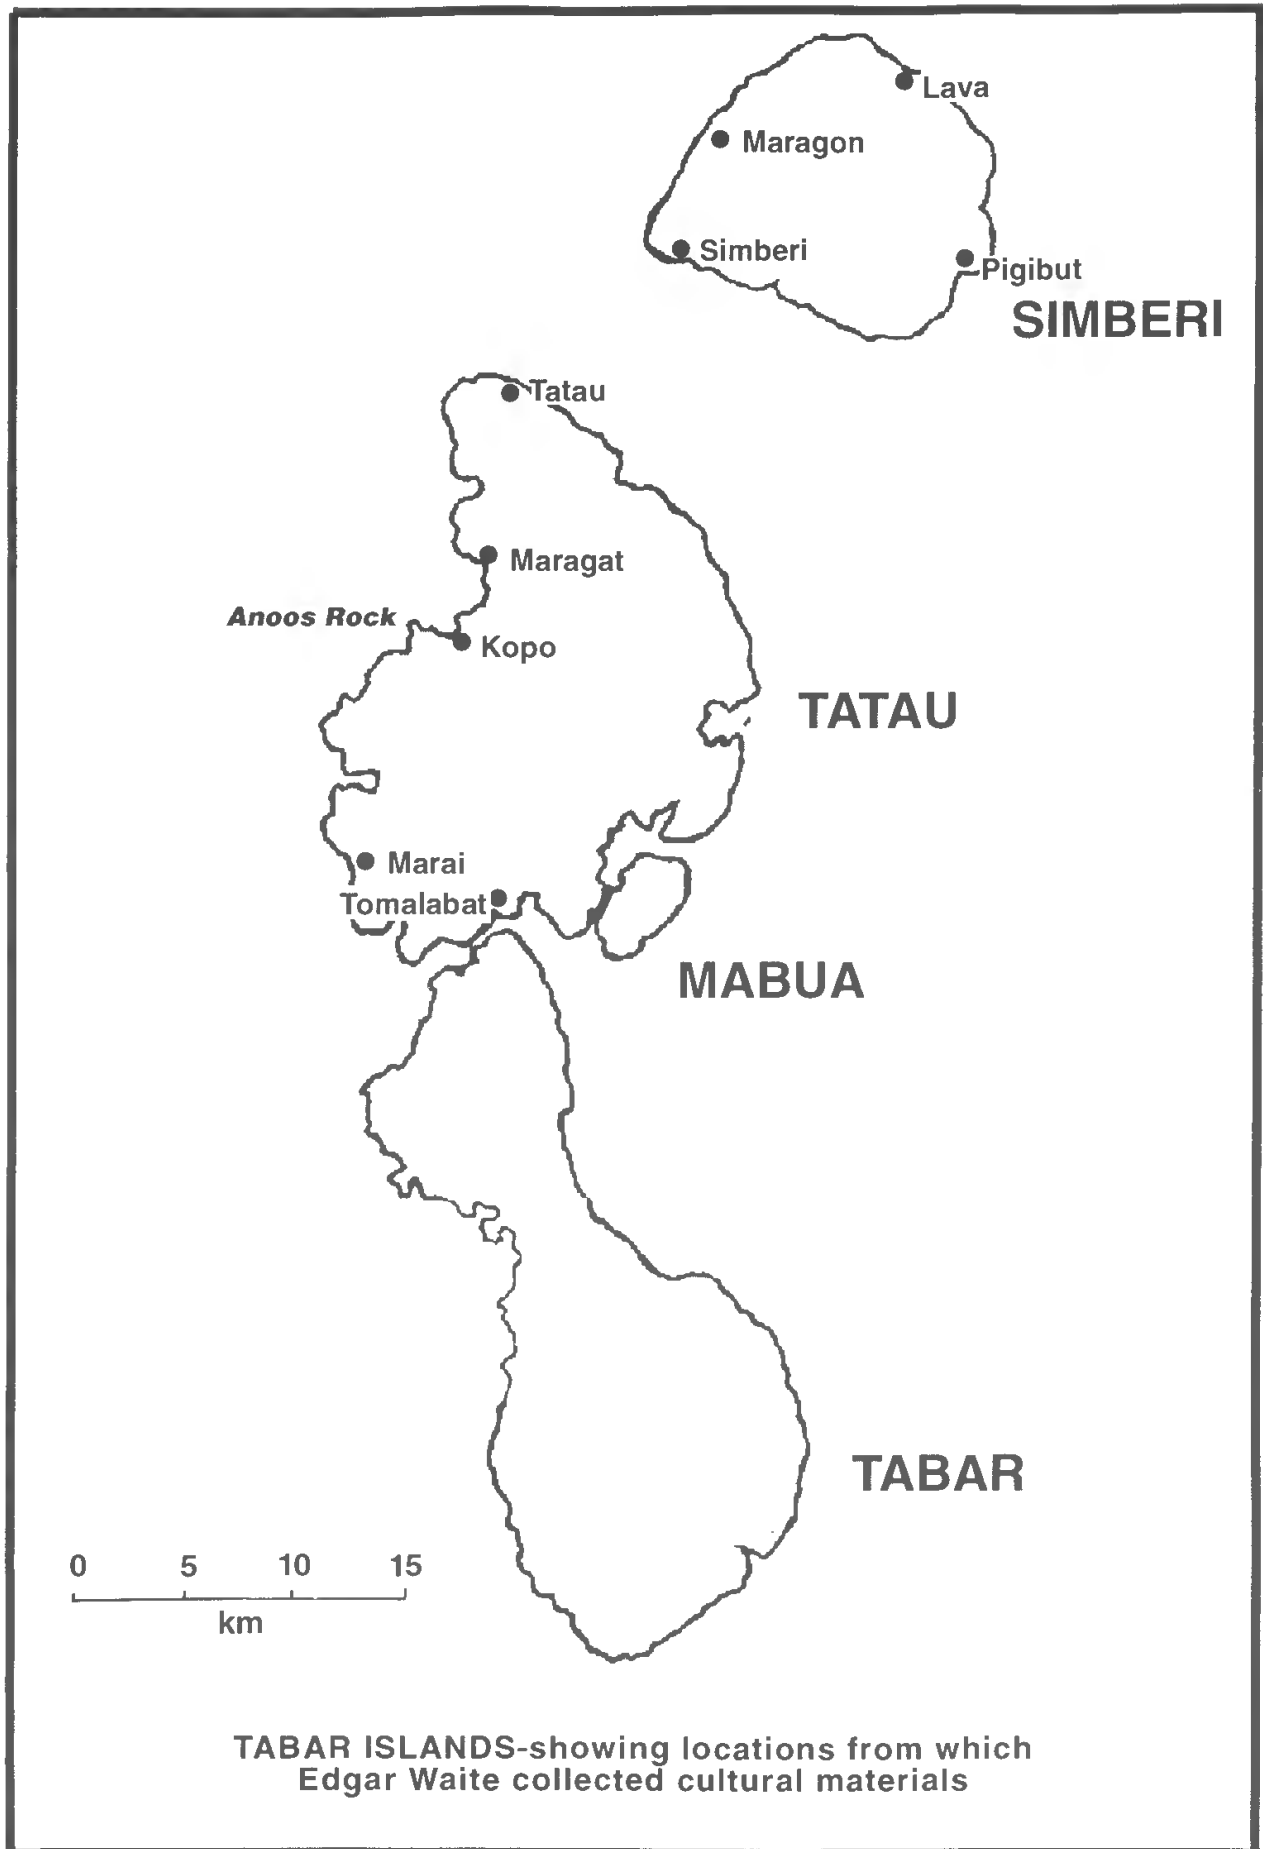 Lava
Maragon
Simberi
Pigibut
SIMBERI
Tatau
Maragat
Anoos Rock
Kopo
TATAU
Marai
Tomalabat
MABUA
TABAR
0 5 10 15
km
TABAR ISLANDS-showing locations from which
Edgar Waite collected cultural materials